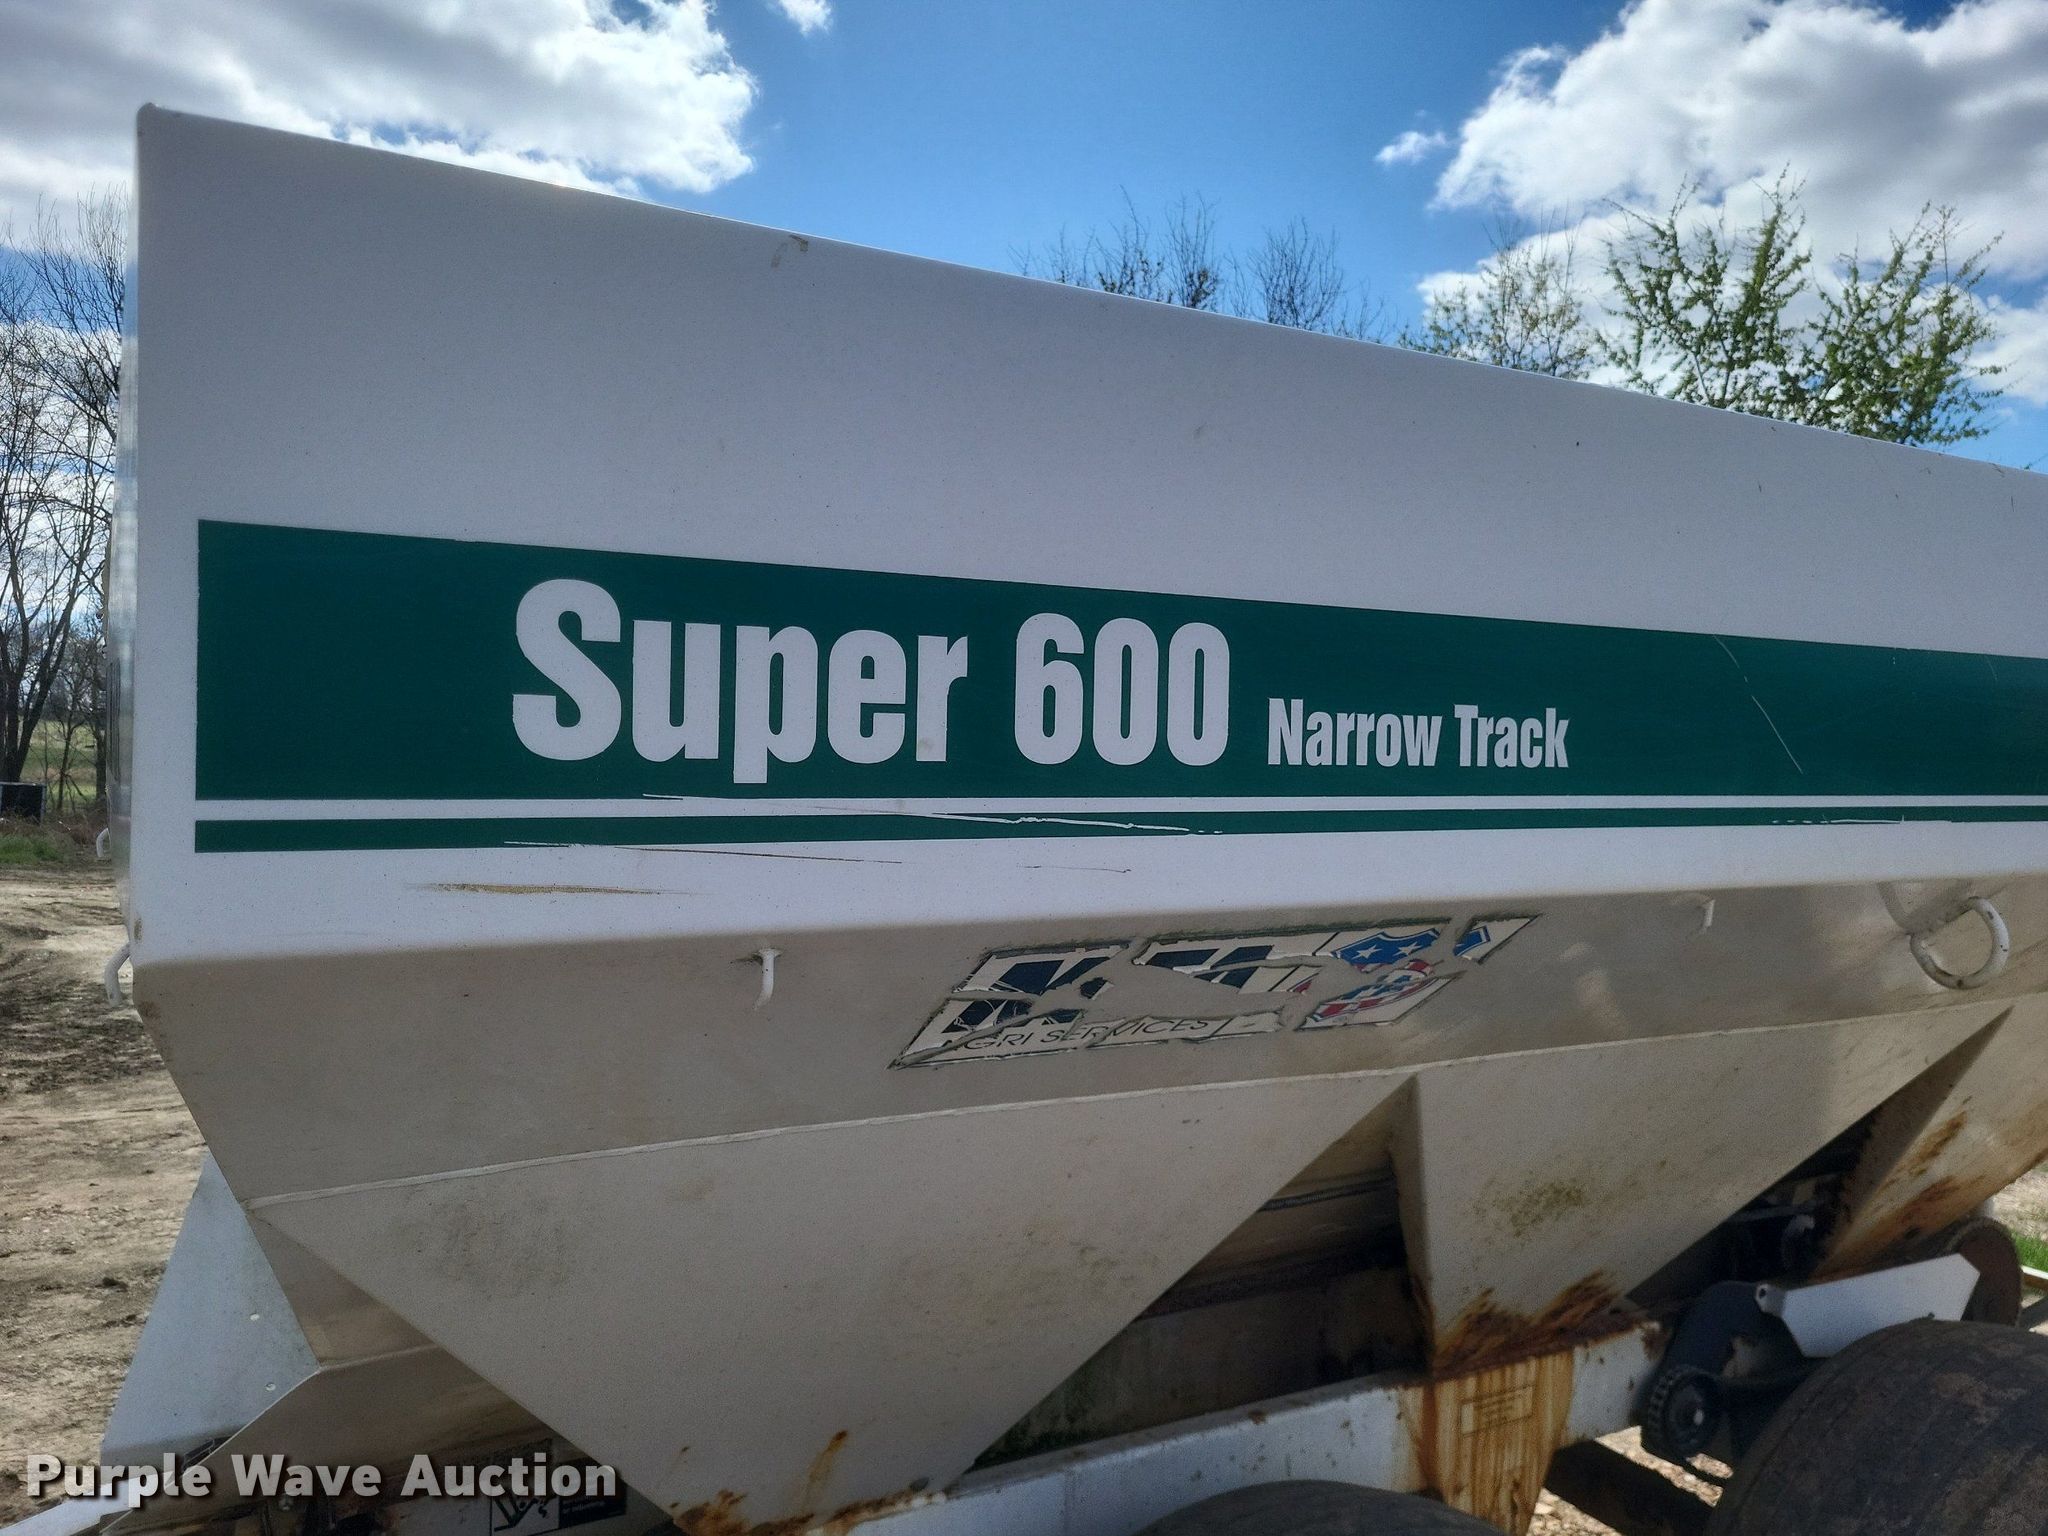 Super 600 Narrow Track
GRI SERVICES
Purple Wave Auction